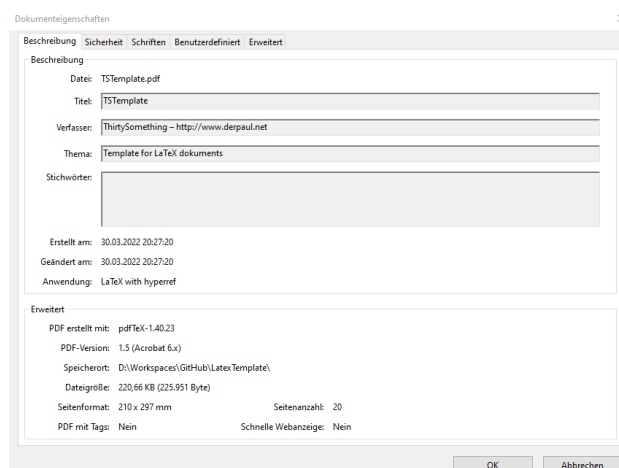 Dokumenteigenschaften
Beschreibung Sicherheit Schriften Benutzerdefiniert Erweitert
Beschreibung
Datei: TSTemplate.pdf
Titel: TSTemplate
Verfasser: ThirtySomething – http://www.derpaul.net
Thema: Template for LaTeX dokuments
Stichwörter:
Erstellt am: 30.03.2022 20:27:20
Geändert am: 30.03.2022 20:27:20
Anwendung: LaTeX with hyperref
Erweitert
PDF erstellt mit: pdfTeX-1.40.23
PDF-Version: 1.5 (Acrobat 6.x)
Speicherort: D:\Workspaces\GitHub\LatexTemplate\
Dateigröße: 220,66 KB (225.951 Byte)
Seitenformat: 210 x 297 mm Seitenanzahl: 20
PDF mit Tags: Nein Schnelle Webanzeige: Nein
OK Abbrechen